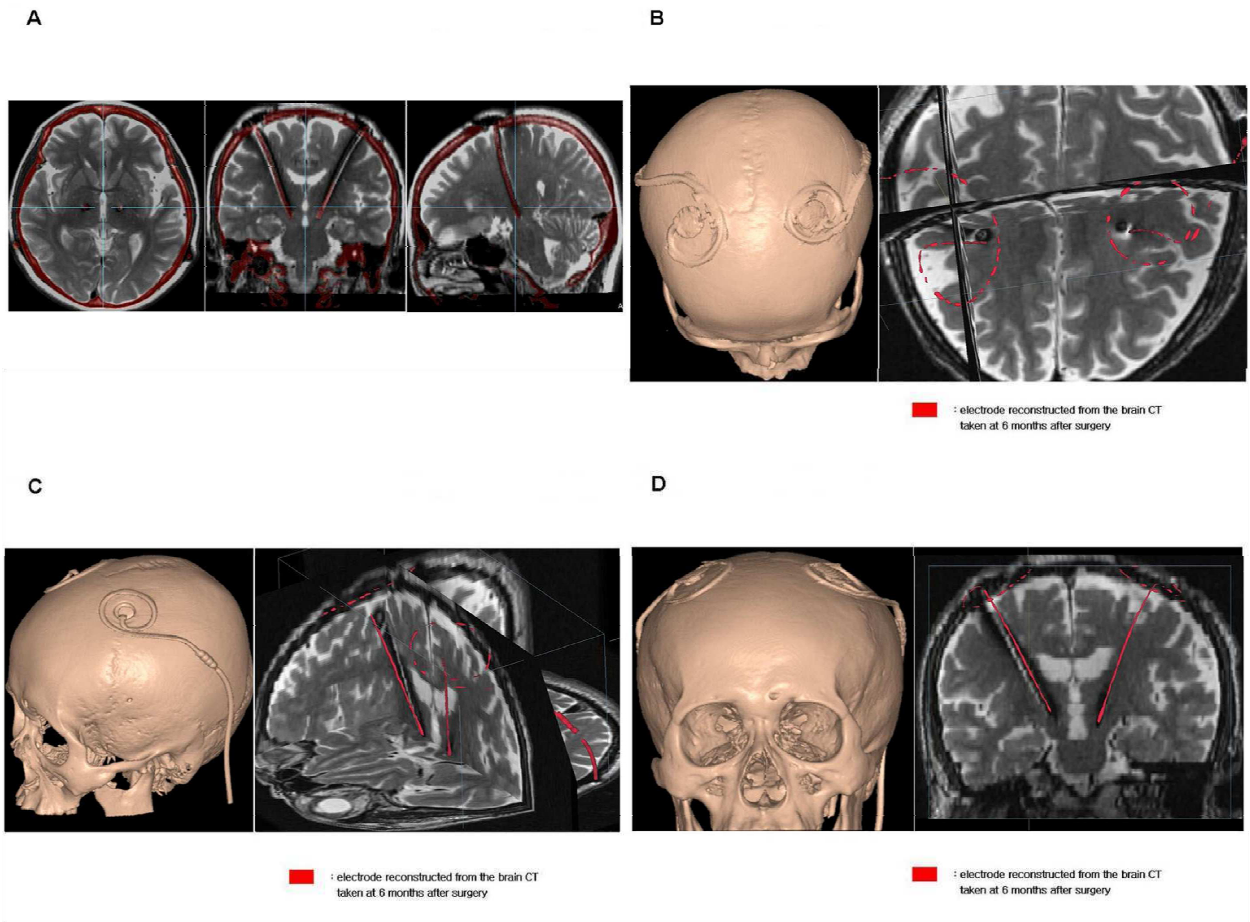 A
B
A
: electrode reconstructed from the brain CT
taken at 6 months after surgery
C
D
: electrode reconstructed from the brain CT
taken at 6 months after surgery
: electrode reconstructed from the brain CT
taken at 6 months after surgery